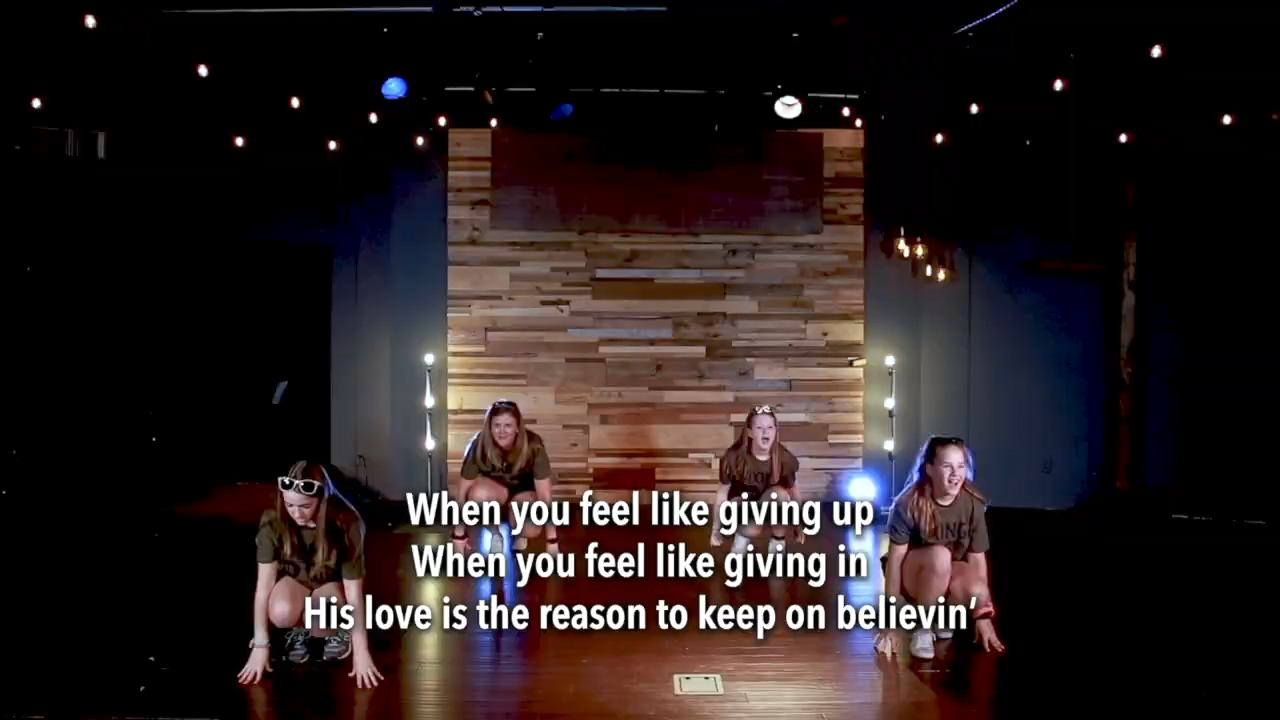 When you feel like giving up
When you feel like giving in
His love is the reason to keep on believin’